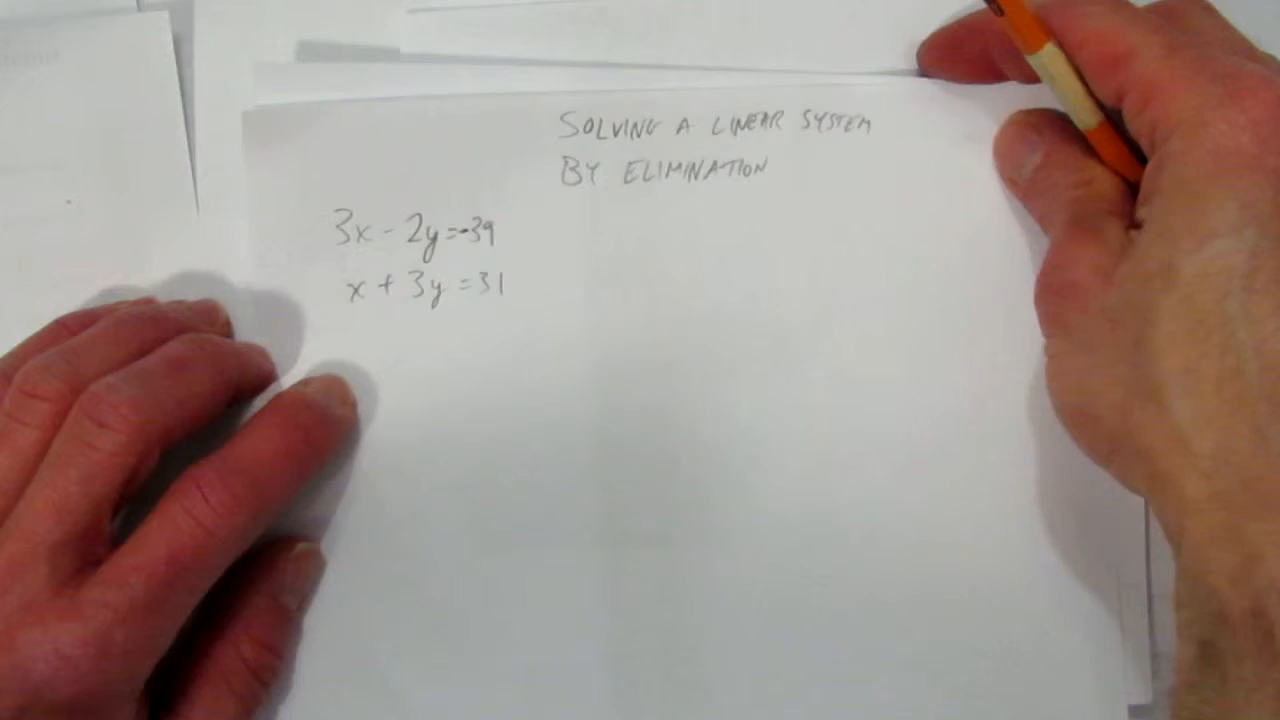 SOLVING A LINEAR SYSTEM
BY ELIMINATION
3x - 2y = -39
x + 3y = 31